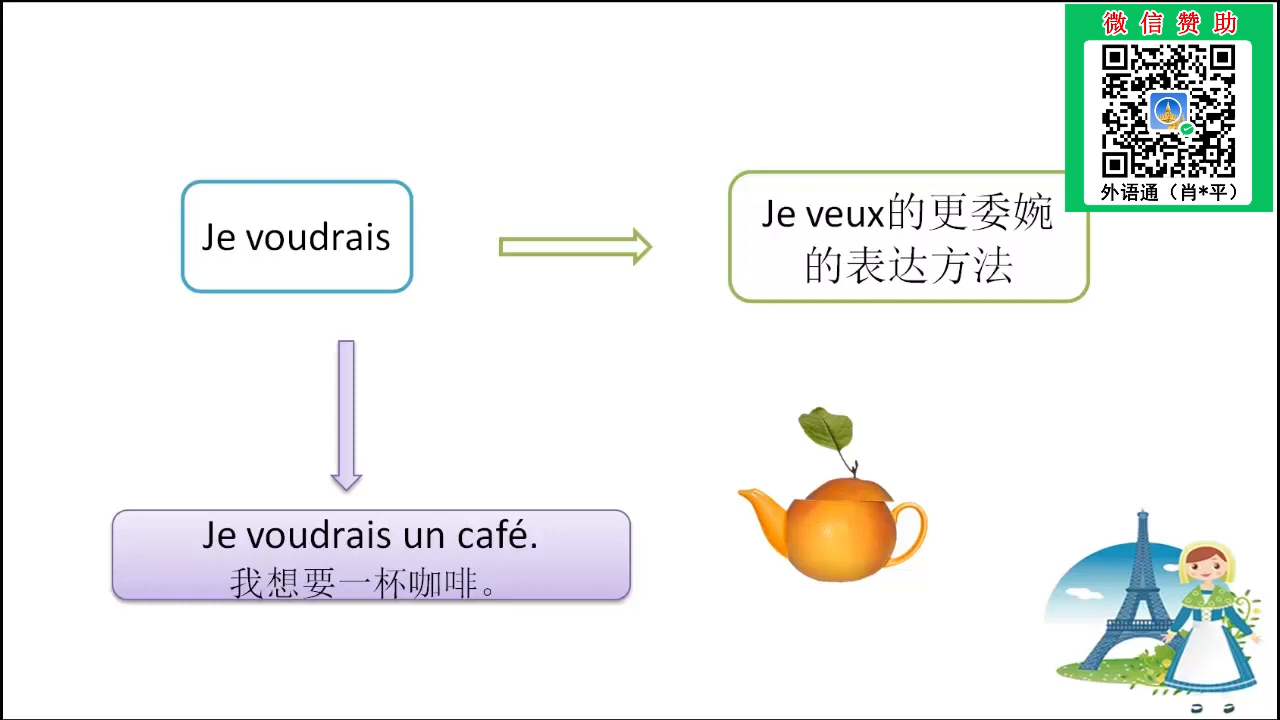 微信赞助
外语通（肖*平）
Je voudrais
Je veux的更委婉
的表达方法
Je voudrais un café.
我想要一杯咖啡。